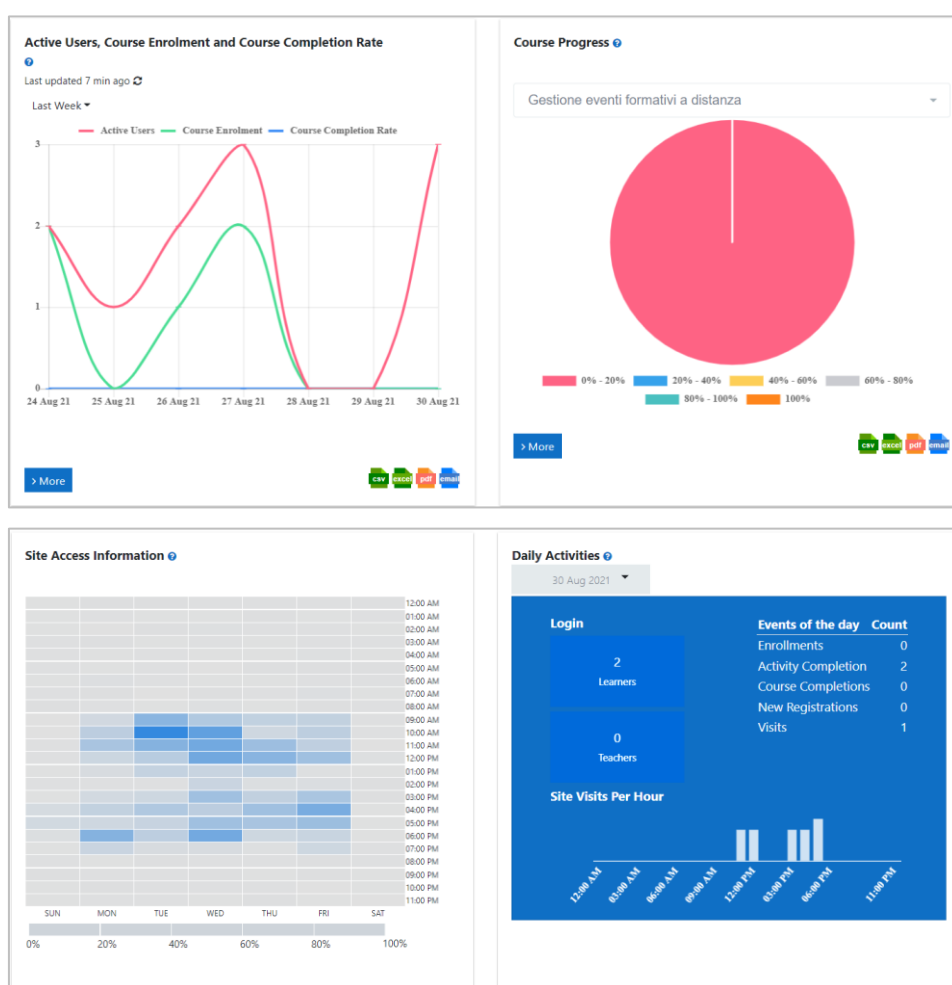 Active Users, Course Enrolment and Course Completion Rate
Last updated 7 min ago
Last Week
Active Users Course Enrolment Course Completion Rate
3
2
1
0
24 Aug 21 25 Aug 21 26 Aug 21 27 Aug 21 28 Aug 21 29 Aug 21 30 Aug 21
> More
csv excel pdf email
Course Progress
Gestione eventi formativi a distanza
0% - 20% 20% - 40% 40% - 60% 60% - 80%
80% - 100% 100%
> More
csv excel pdf email
Site Access Information
12:00 AM
01:00 AM
02:00 AM
03:00 AM
04:00 AM
05:00 AM
06:00 AM
07:00 AM
08:00 AM
09:00 AM
10:00 AM
11:00 AM
12:00 PM
01:00 PM
02:00 PM
03:00 PM
04:00 PM
05:00 PM
06:00 PM
07:00 PM
08:00 PM
09:00 PM
10:00 PM
11:00 PM
SUN MON TUE WED THU FRI SAT
0% 20% 40% 60% 80% 100%
Daily Activities
30 Aug 2021
Login
2
Learners
0
Teachers
Events of the day Count
Enrollments 0
Activity Completion 2
Course Completions 0
New Registrations 0
Visits 1
Site Visits Per Hour
12:00 AM 03:00 AM 06:00 AM 09:00 AM 12:00 PM 03:00 PM 06:00 PM 11:00 PM